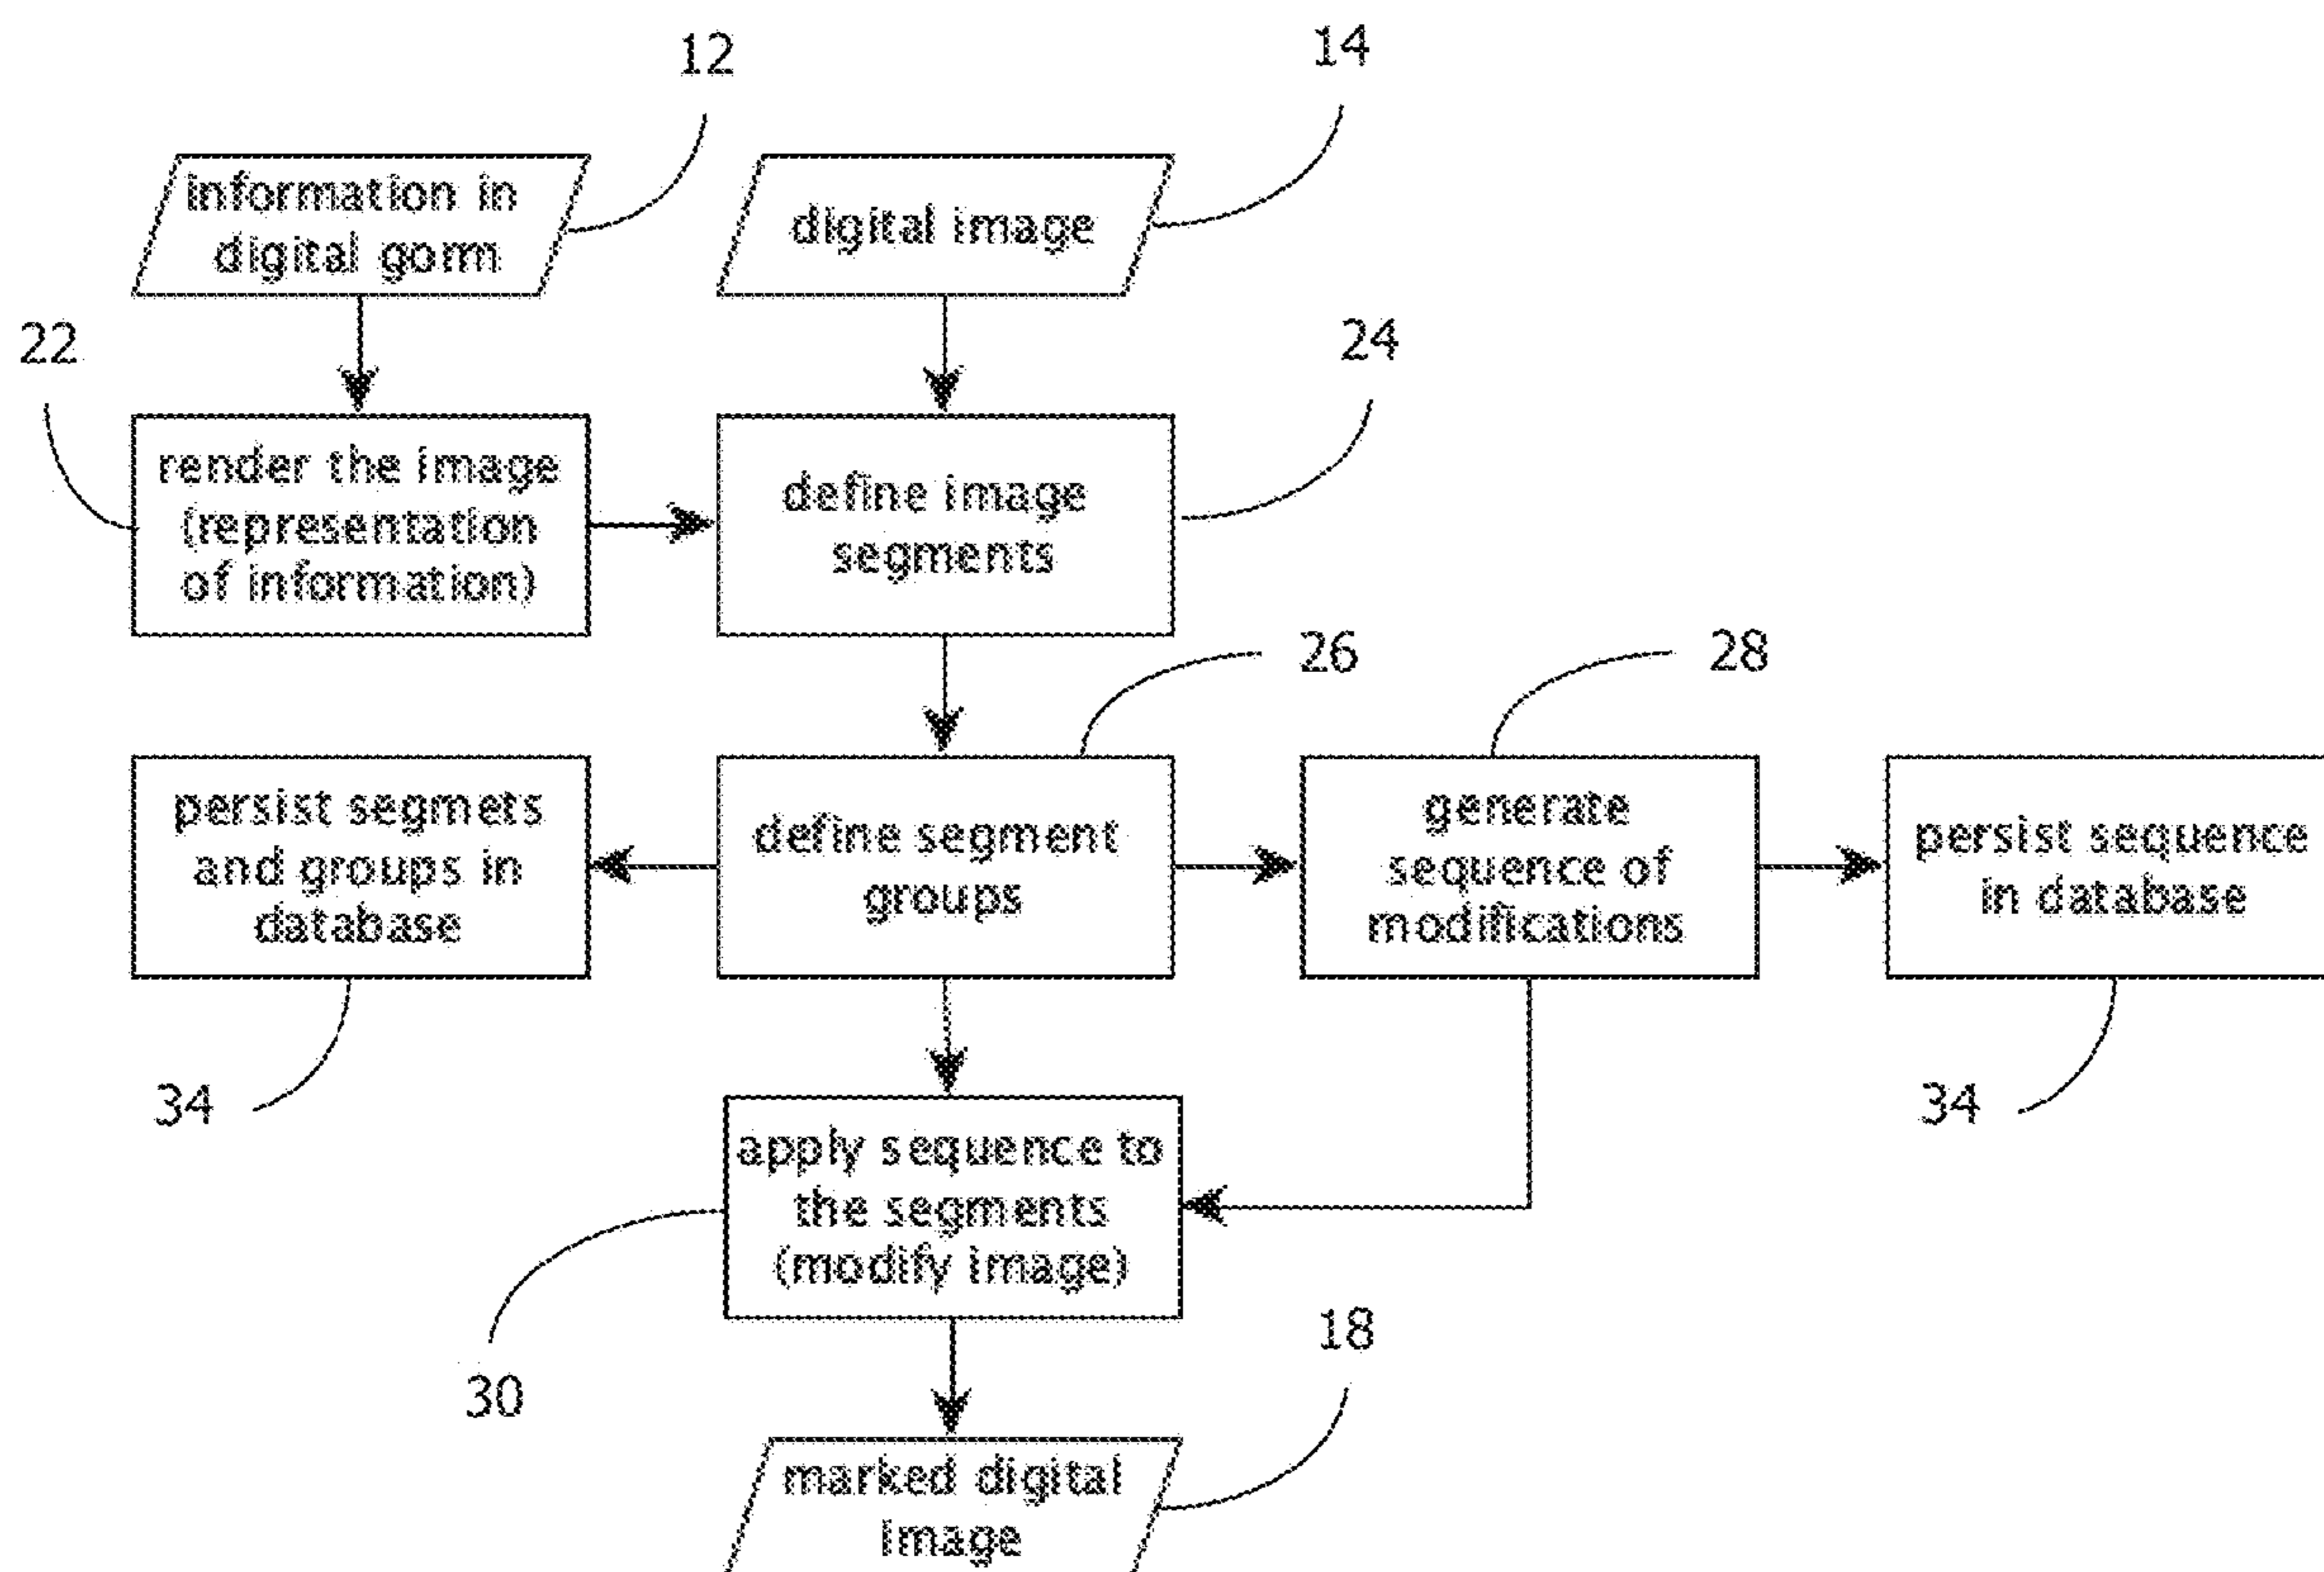 12
14
information in
digital gorm
digital image
22
24
render the image
(representation
of information)
define image
segments
26
28
persist segmets
and groups in
database
define segment
groups
generate
sequence of
modifications
persist sequence
in database
34
34
apply sequence to
the segments
(modify image)
30
18
marked digital
image